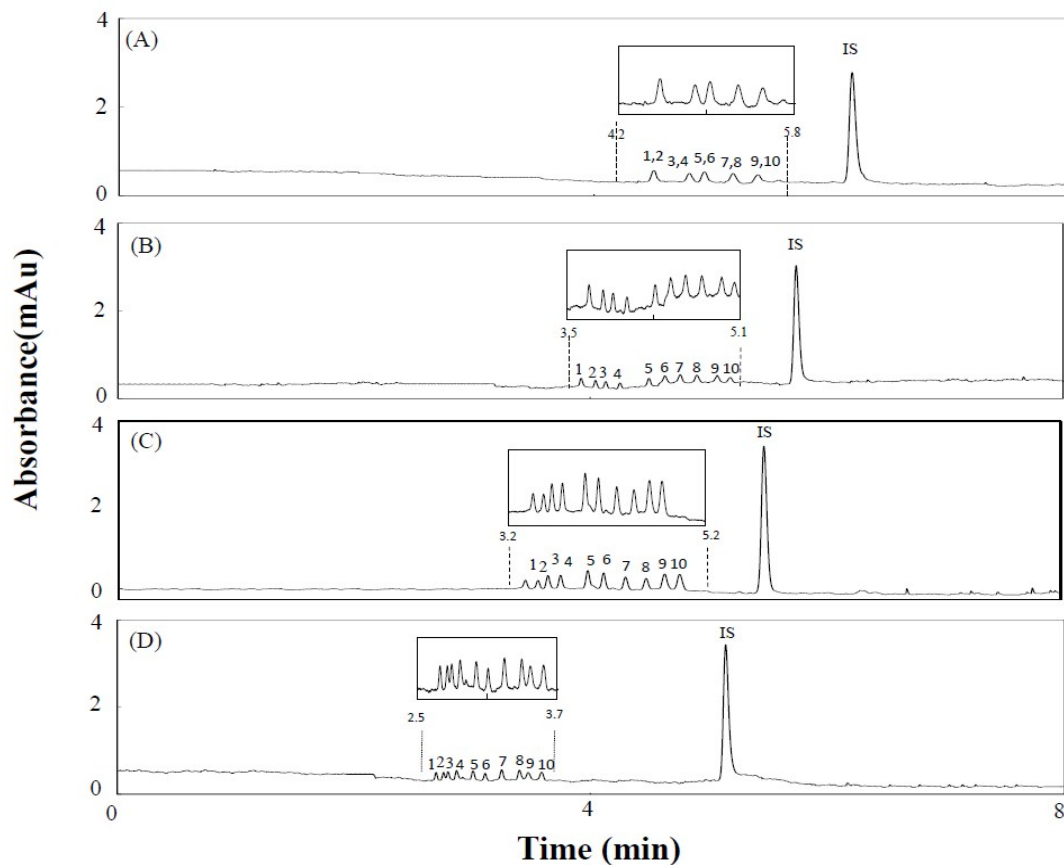 Absorbance(mAu)
4
(A)
IS
2
4.2
5.8
1,2 3,4 5,6 7,8 9,10
0
4
(B)
IS
2
3.5
5.1
1 2 3 4 5 6 7 8 9 10
0
4
(C)
IS
2
3.2
5.2
1 2 3 4 5 6 7 8 9 10
0
4
(D)
IS
2
2.5
3.7
1 2 3 4 5 6 7 8 9 10
0
0 4 8
Time (min)